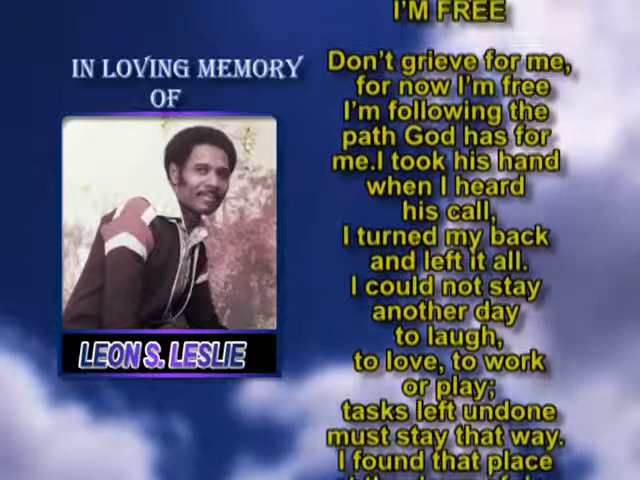 IN LOVING MEMORY
OF
LEON S. LESLIE
I'M FREE
Don't grieve for me,
for now I'm free
I'm following the
path God has for
me.I took his hand
when I heard
his call,
I turned my back
and left it all.
I could not stay
another day
to laugh,
to love, to work
or play;
tasks left undone
must stay that way.
I found that place